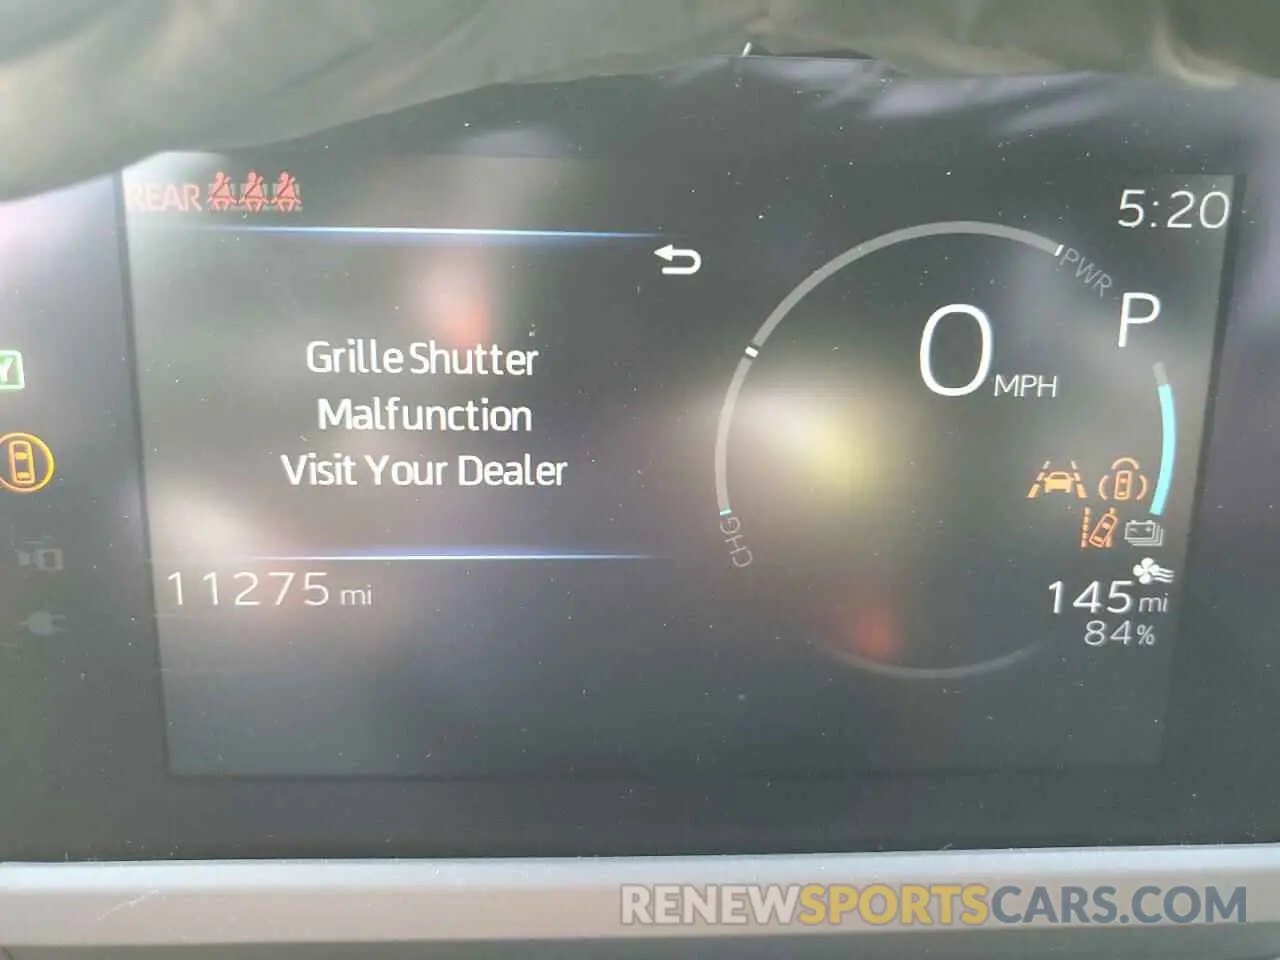 REAR
5:20
PWR
P
Grille Shutter
Malfunction
Visit Your Dealer
0 MPH
CHG
11275 mi
145 mi
84%
RENEWSPORTSCARS.COM